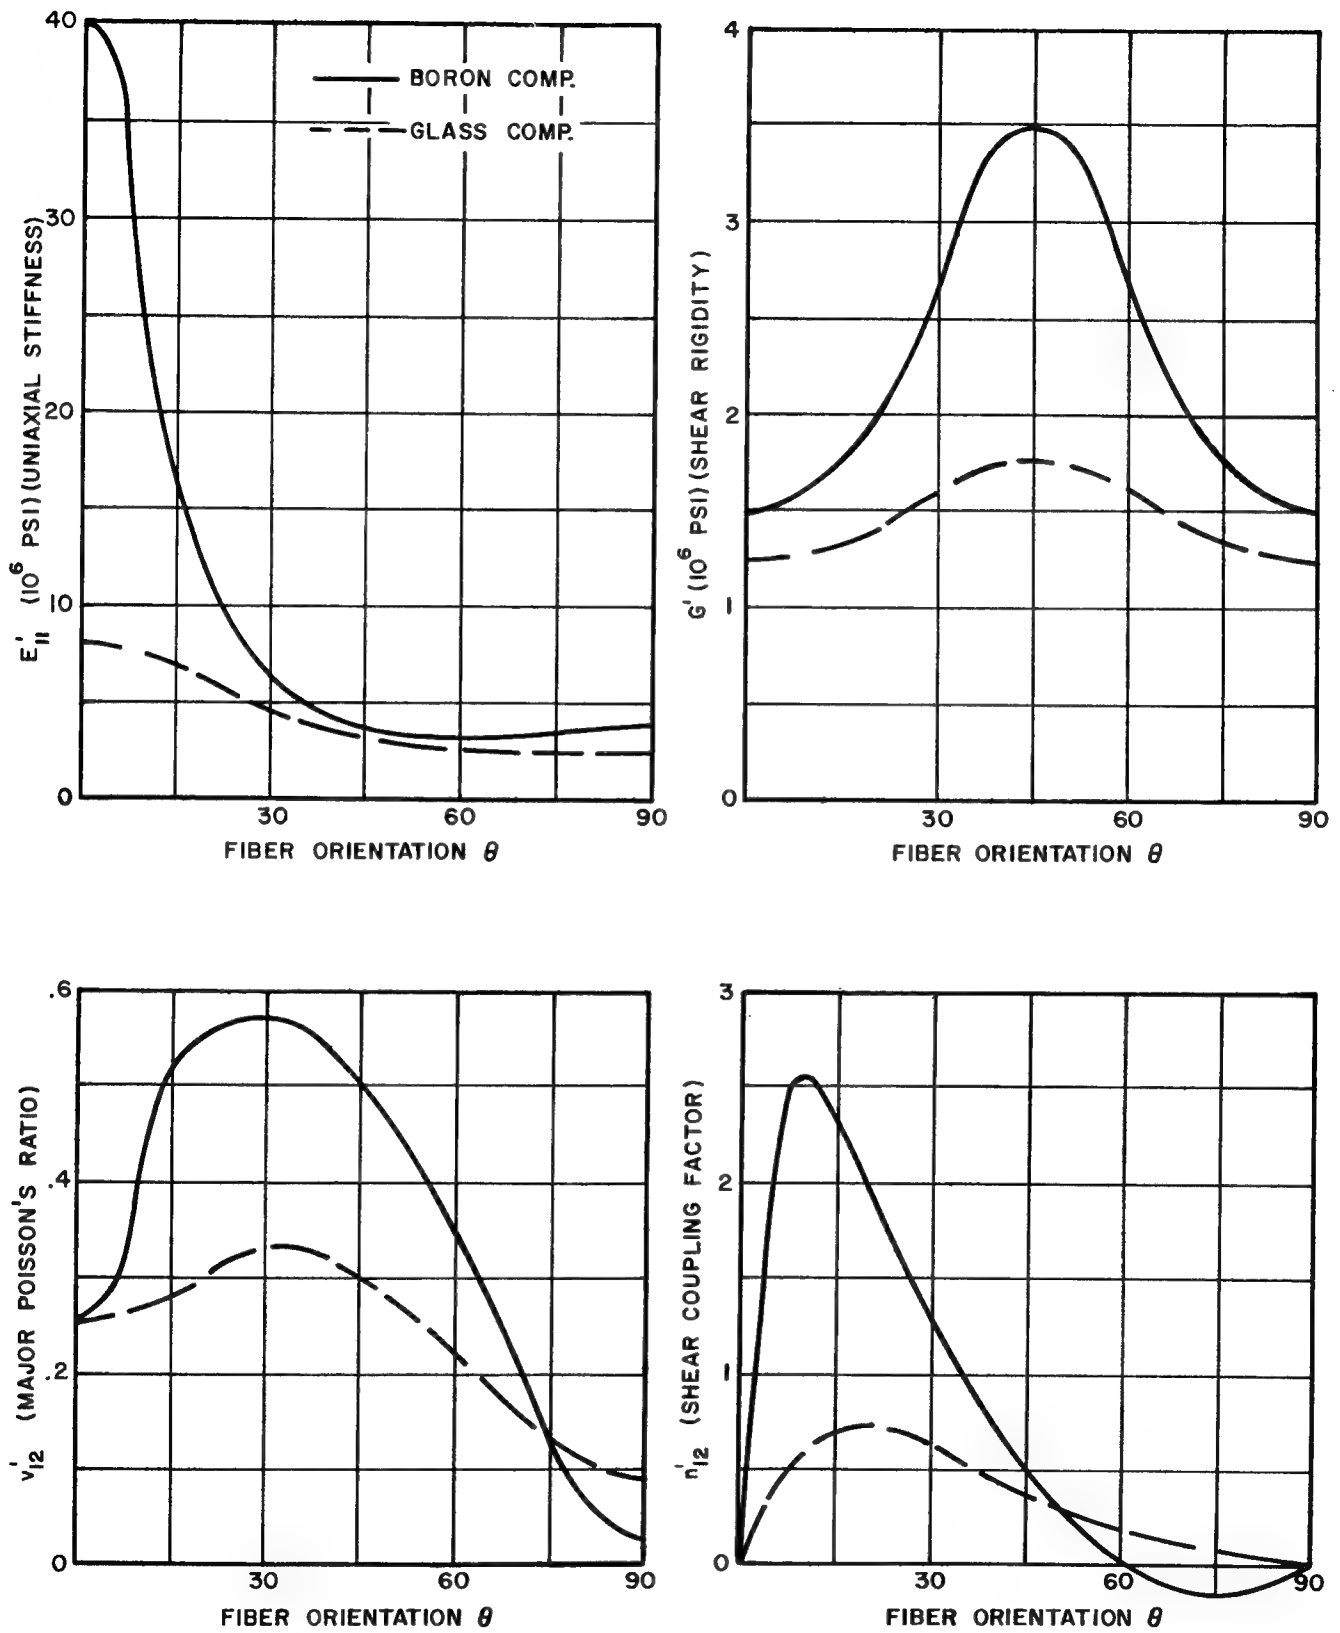 40
30
20
10
0
E'11 (10^6 PSI) (UNIAXIAL STIFFNESS)
BORON COMP.
GLASS COMP.
30 60 90
FIBER ORIENTATION θ
4
3
2
1
0
G' (10^6 PSI) (SHEAR RIGIDITY)
30 60 90
FIBER ORIENTATION θ
.6
.4
.2
0
ν'12 (MAJOR POISSON'S RATIO)
30 60 90
FIBER ORIENTATION θ
3
2
1
0
n'12 (SHEAR COUPLING FACTOR)
30 60 90
FIBER ORIENTATION θ